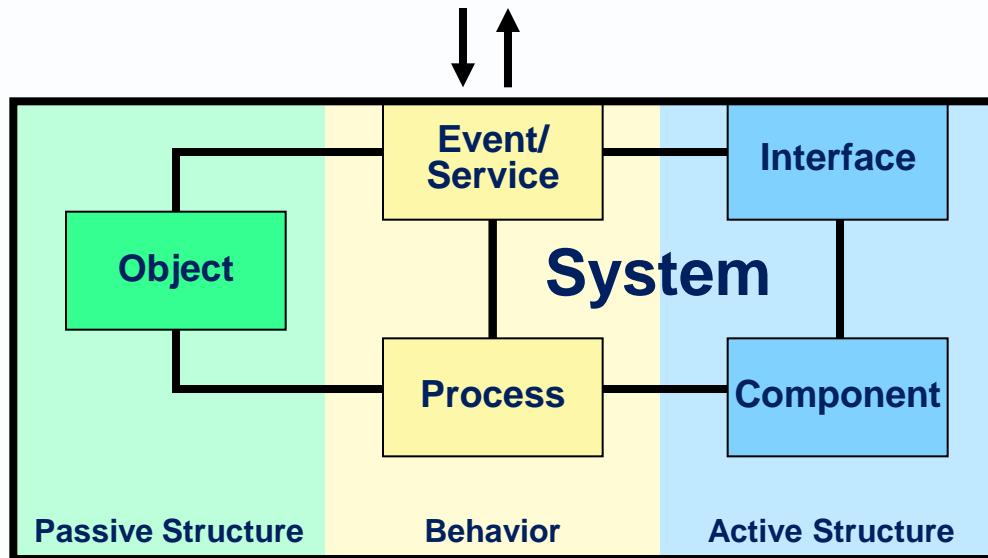 Event/
Service
Interface
Object
System
Process
Component
Passive Structure
Behavior
Active Structure